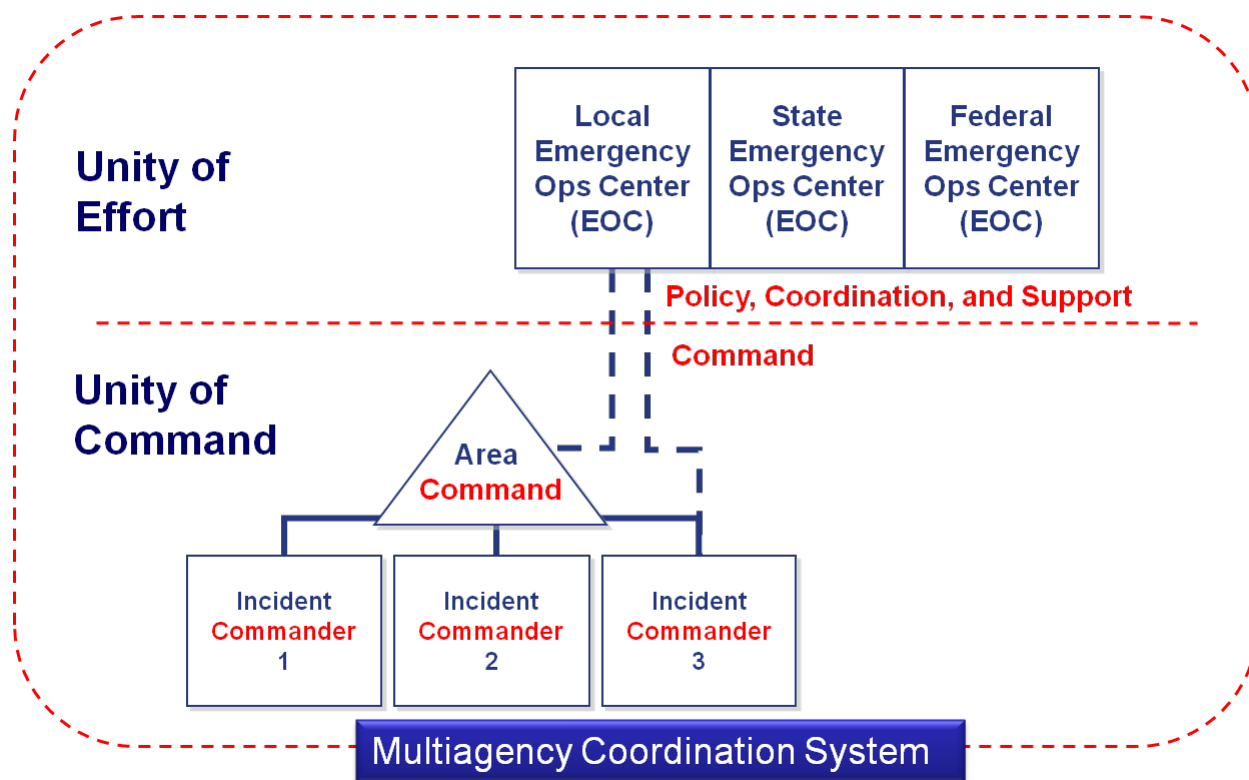 Unity of
Effort
Local
Emergency
Ops Center
(EOC)
State
Emergency
Ops Center
(EOC)
Federal
Emergency
Ops Center
(EOC)
Policy, Coordination, and Support
Command
Unity of
Command
Area
Command
Incident
Commander
1
Incident
Commander
2
Incident
Commander
3
Multiagency Coordination System